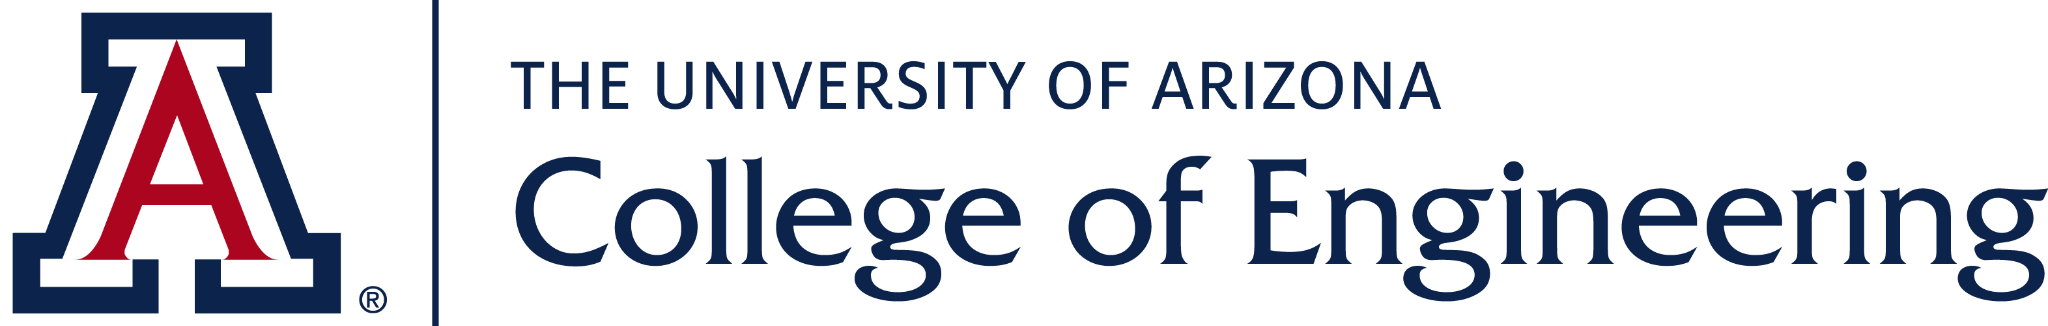 A®
THE UNIVERSITY OF ARIZONA
College of Engineering